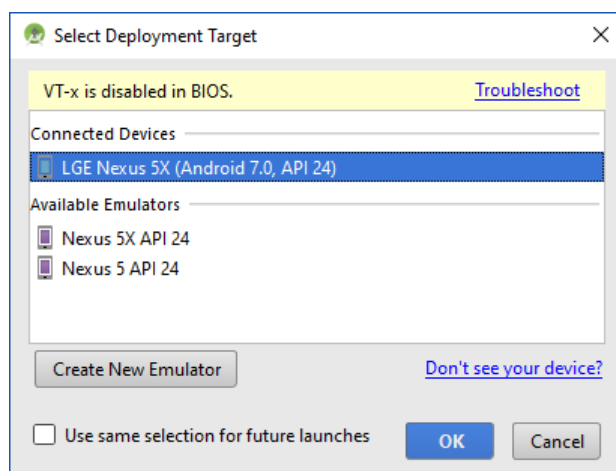 Select Deployment Target
VT-x is disabled in BIOS. Troubleshoot
Connected Devices
LGE Nexus 5X (Android 7.0, API 24)
Available Emulators
Nexus 5X API 24
Nexus 5 API 24
Create New Emulator Don't see your device?
Use same selection for future launches OK Cancel